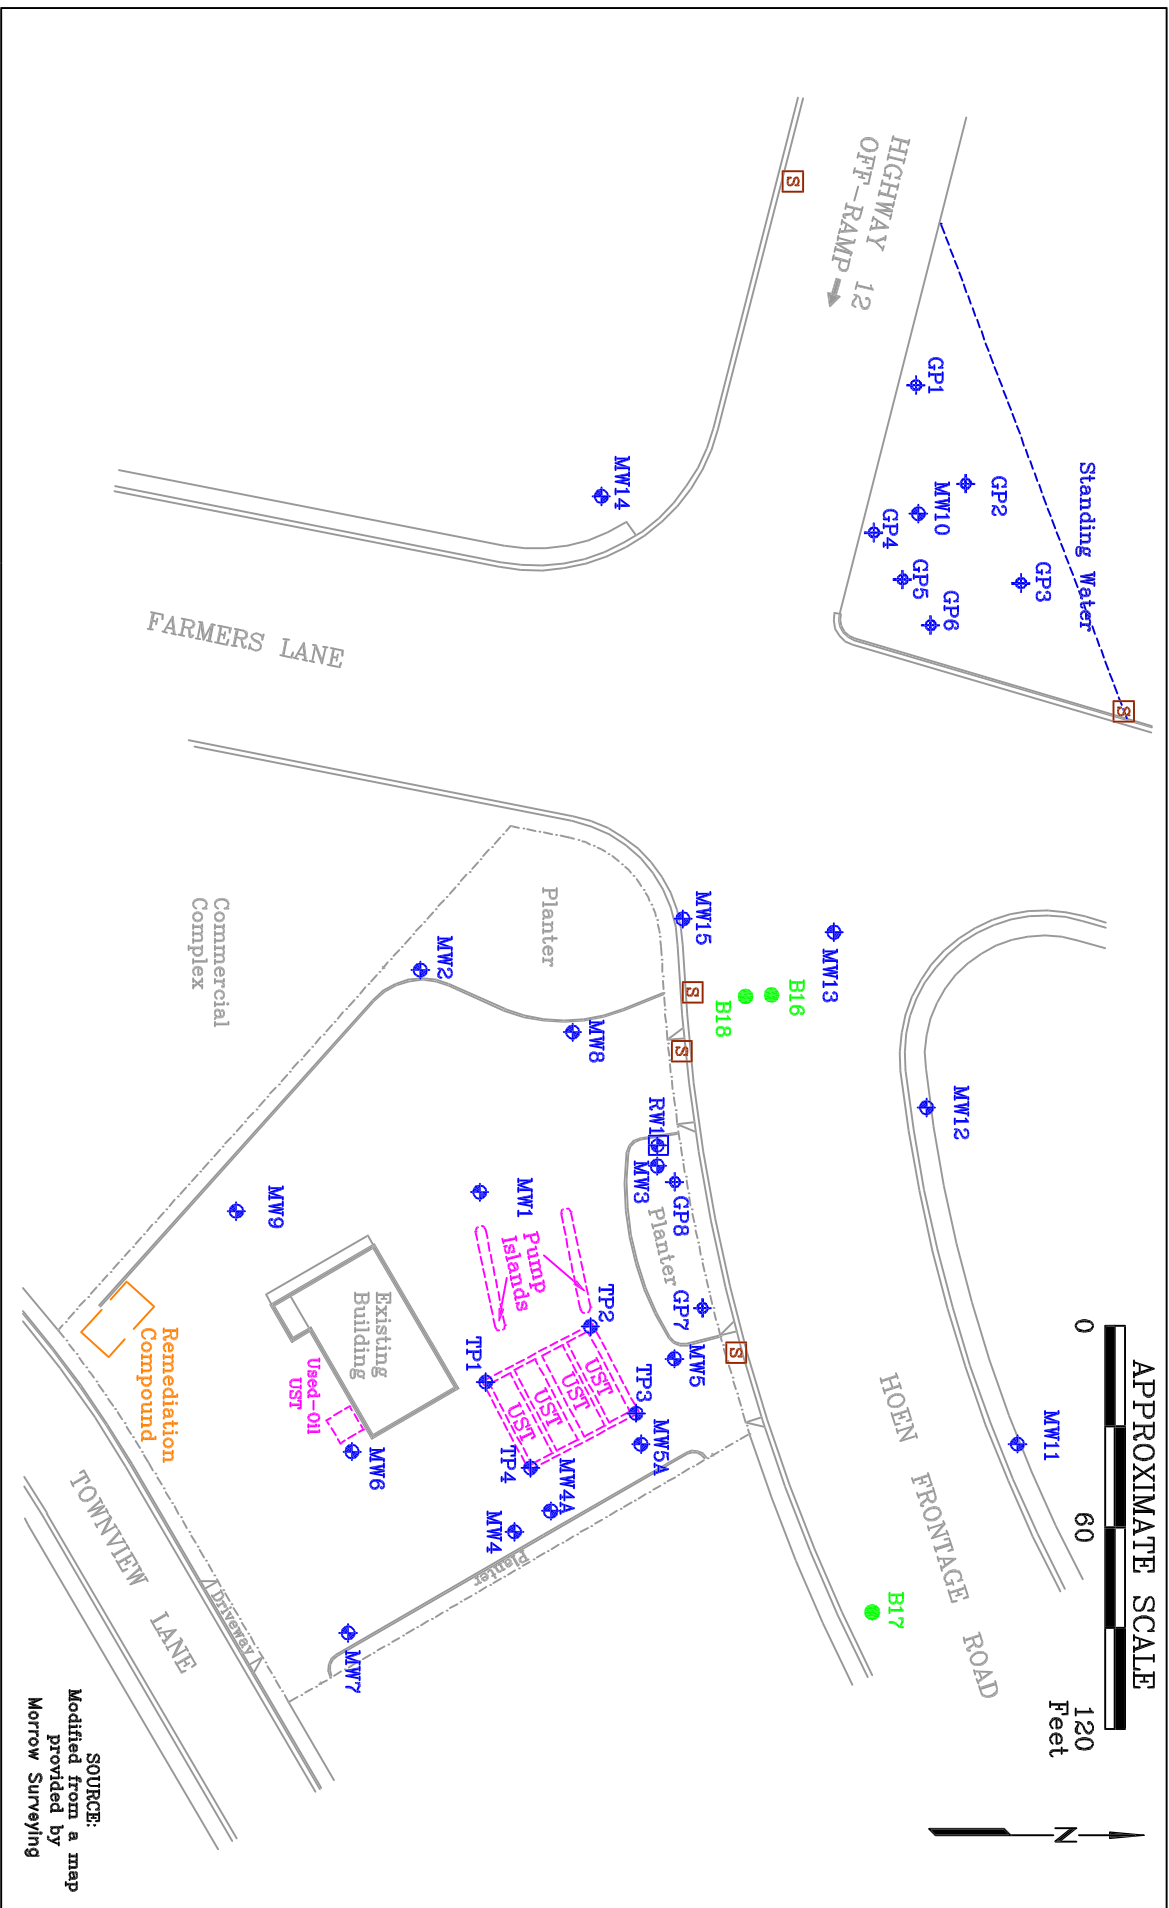 APPROXIMATE SCALE
0
60
120
Feet
N
Standing Water
S
GP3
GP2
GP1
MW10
GP6
GP5
GP4
HIGHWAY 12
OFF-RAMP
S
MW14
FARMERS LANE
MW11
MW12
HOEN FRONTAGE ROAD
B17
MW13
B16
B18
MW15
S
S
S
GP7
GP8
MW5
RW1
MW3
Planter
MW5A
TP3
TP2
MW8
Planter
MW4A
TP4
MW4
Planter
UST
UST
UST
Pump
Islands
MW1
TP1
MW2
Existing
Building
MW6
Used-Oil
UST
MW7
MW9
Commercial
Complex
Driveway
Remediation
Compound
TOWNVIEW LANE
SOURCE:
Modified from a map
provided by
Morrow Surveying